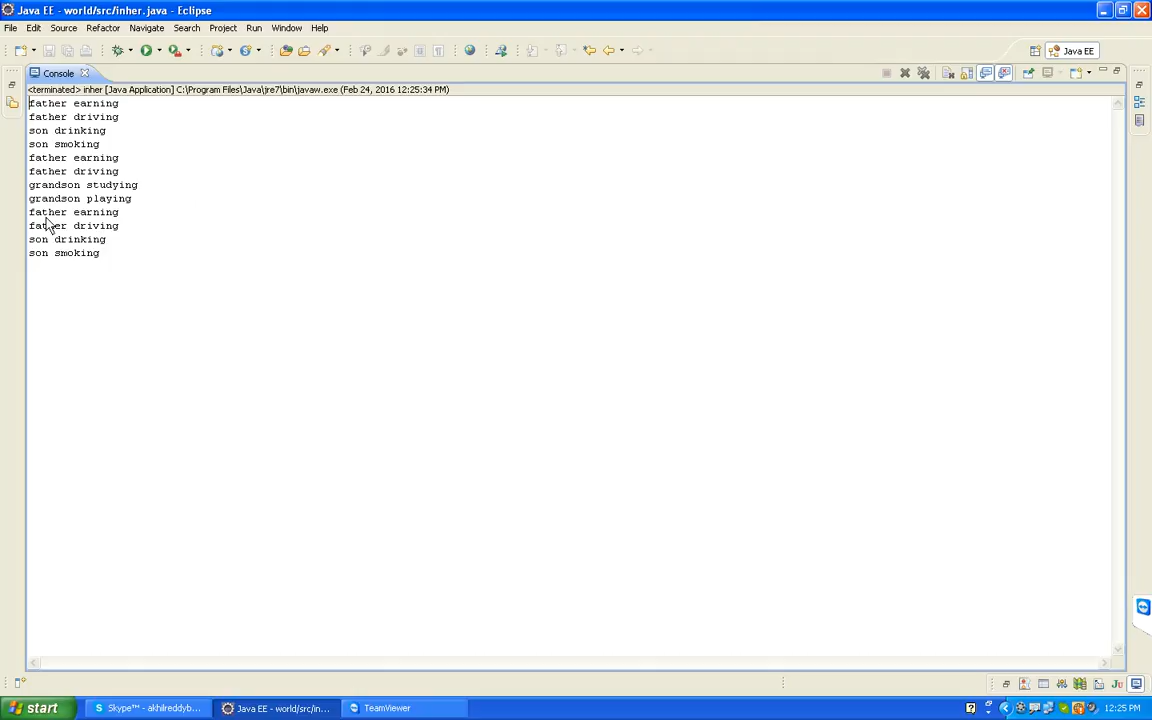 Java EE - world/src/inher.java - Eclipse
File Edit Source Refactor Navigate Search Project Run Window Help
Java EE
Console
<terminated> inher [Java Application] C:\Program Files\Java\jre7\bin\javaw.exe (Feb 24, 2016 12:25:34 PM)
father earning
father driving
son drinking
son smoking
father earning
father driving
grandson studying
grandson playing
father earning
father driving
son drinking
son smoking
start Skype™ - akhilreddyb... Java EE - world/src/in... TeamViewer 12:25 PM